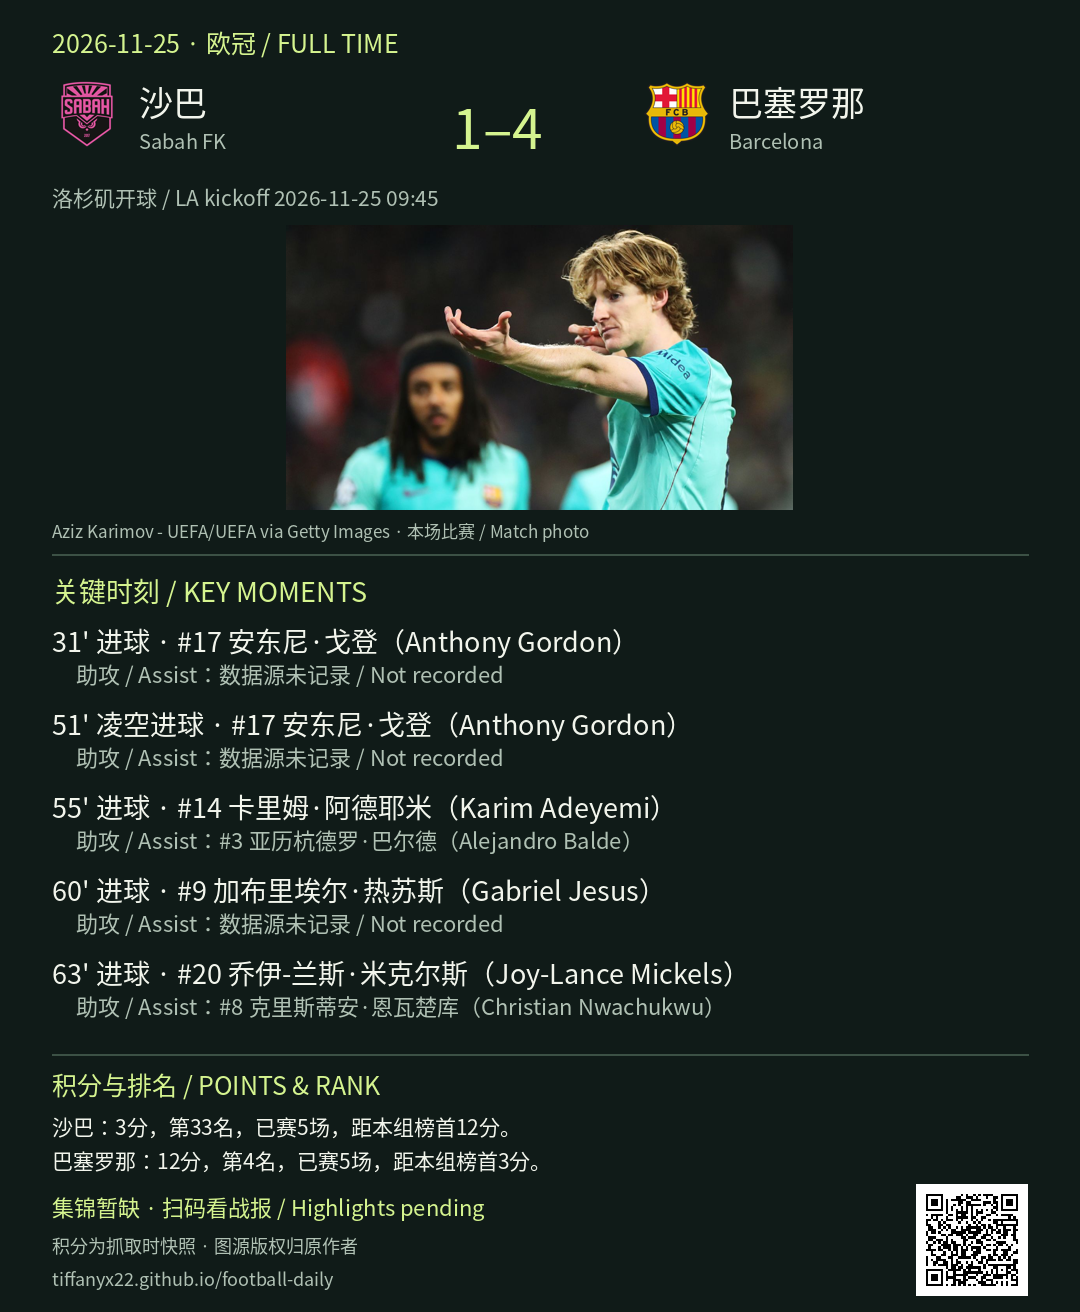 2026-11-25 · 欧冠 / FULL TIME
SABAH
沙巴
Sabah FK
1–4
FCB
巴塞罗那
Barcelona
洛杉矶开球 / LA kickoff 2026-11-25 09:45
Midea
Aziz Karimov - UEFA/UEFA via Getty Images · 本场比赛 / Match photo
关键时刻 / KEY MOMENTS
31' 进球 · #17 安东尼·戈登（Anthony Gordon）
助攻 / Assist：数据源未记录 / Not recorded
51' 凌空进球 · #17 安东尼·戈登（Anthony Gordon）
助攻 / Assist：数据源未记录 / Not recorded
55' 进球 · #14 卡里姆·阿德耶米（Karim Adeyemi）
助攻 / Assist：#3 亚历杭德罗·巴尔德（Alejandro Balde）
60' 进球 · #9 加布里埃尔·热苏斯（Gabriel Jesus）
助攻 / Assist：数据源未记录 / Not recorded
63' 进球 · #20 乔伊-兰斯·米克尔斯（Joy-Lance Mickels）
助攻 / Assist：#8 克里斯蒂安·恩瓦楚库（Christian Nwachukwu）
积分与排名 / POINTS & RANK
沙巴：3分，第33名，已赛5场，距本组榜首12分。
巴塞罗那：12分，第4名，已赛5场，距本组榜首3分。
集锦暂缺 · 扫码看战报 / Highlights pending
积分为抓取时快照 · 图源版权归原作者
tiffanyx22.github.io/football-daily